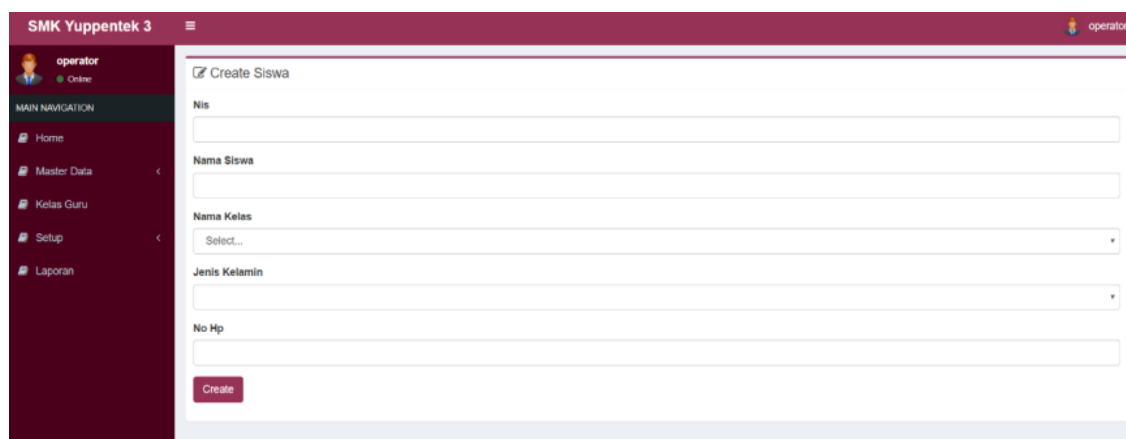 SMK Yuppentek 3
operator
operator
Online
MAIN NAVIGATION
Home
Master Data
Kelas Guru
Setup
Laporan
Create Siswa
Nis
Nama Siswa
Nama Kelas
Select...
Jenis Kelamin
No Hp
Create